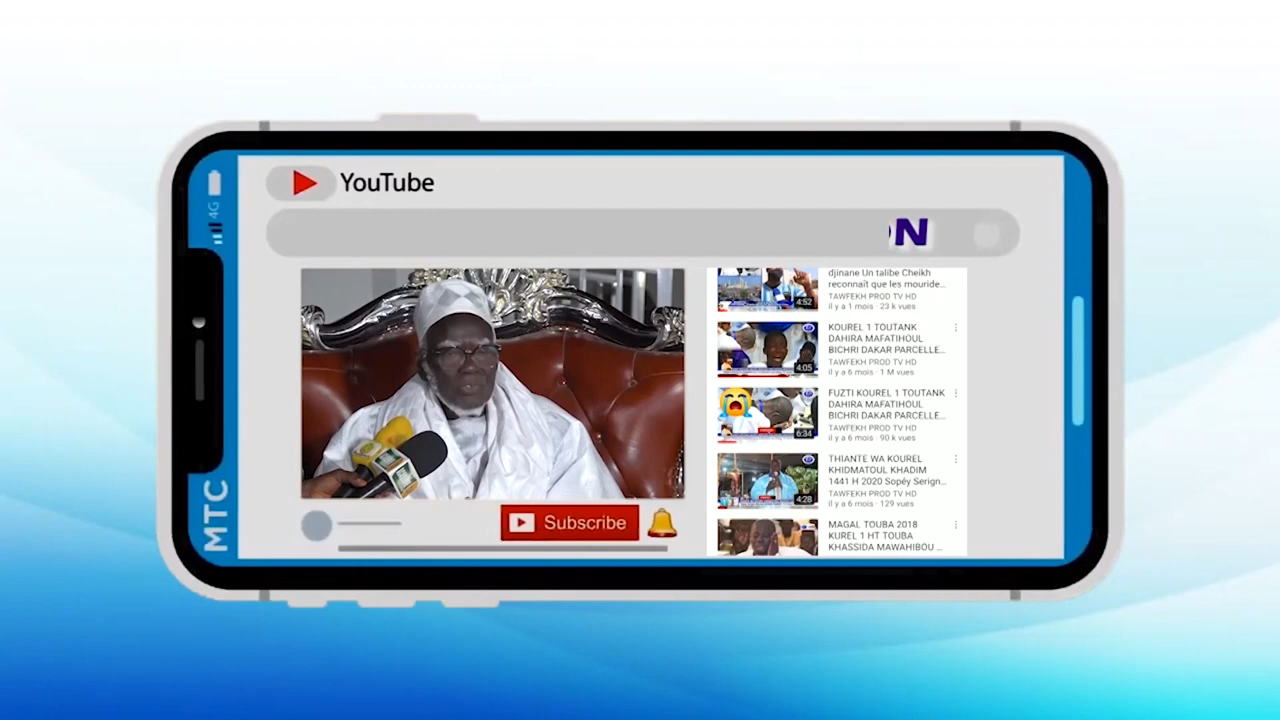 4G
MTC
YouTube
N
Subscribe
djinane Un talibe Cheikh
reconnaît que les mouride...
TAWFEKH PROD TV HD
il y a 1 mois · 23 k vues
4:52
KOUREL 1 TOUTANK
DAHIRA MAFATIHOUL
BICHRI DAKAR PARCELLE...
TAWFEKH PROD TV HD
il y a 6 mois · 1 M vues
4:05
FUZTI KOUREL 1 TOUTANK
DAHIRA MAFATIHOUL
BICHRI DAKAR PARCELLE...
TAWFEKH PROD TV HD
il y a 6 mois · 90 k vues
6:34
THIANTE WA KOUREL
KHIDMATOUL KHADIM
1441 H 2020 Sopéy Serign...
TAWFEKH PROD TV HD
il y a 6 mois · 129 vues
4:28
MAGAL TOUBA 2018
KUREL 1 HT TOUBA
KHASSIDA MAWAHIBOU ...